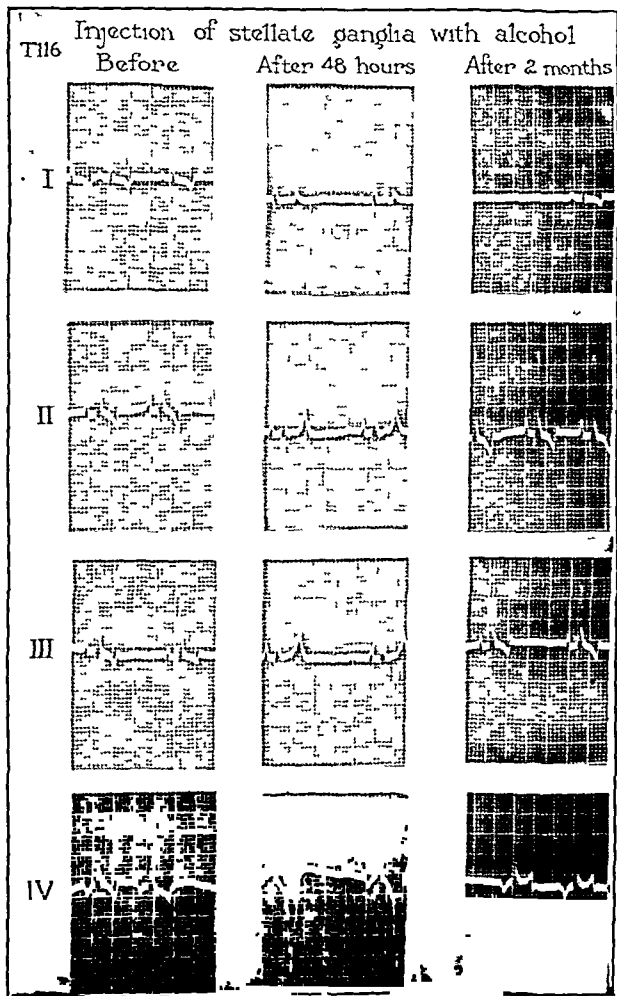 Injection of stellate ganglia with alcohol
T116
Before After 48 hours After 2 months
I
II
III
IV